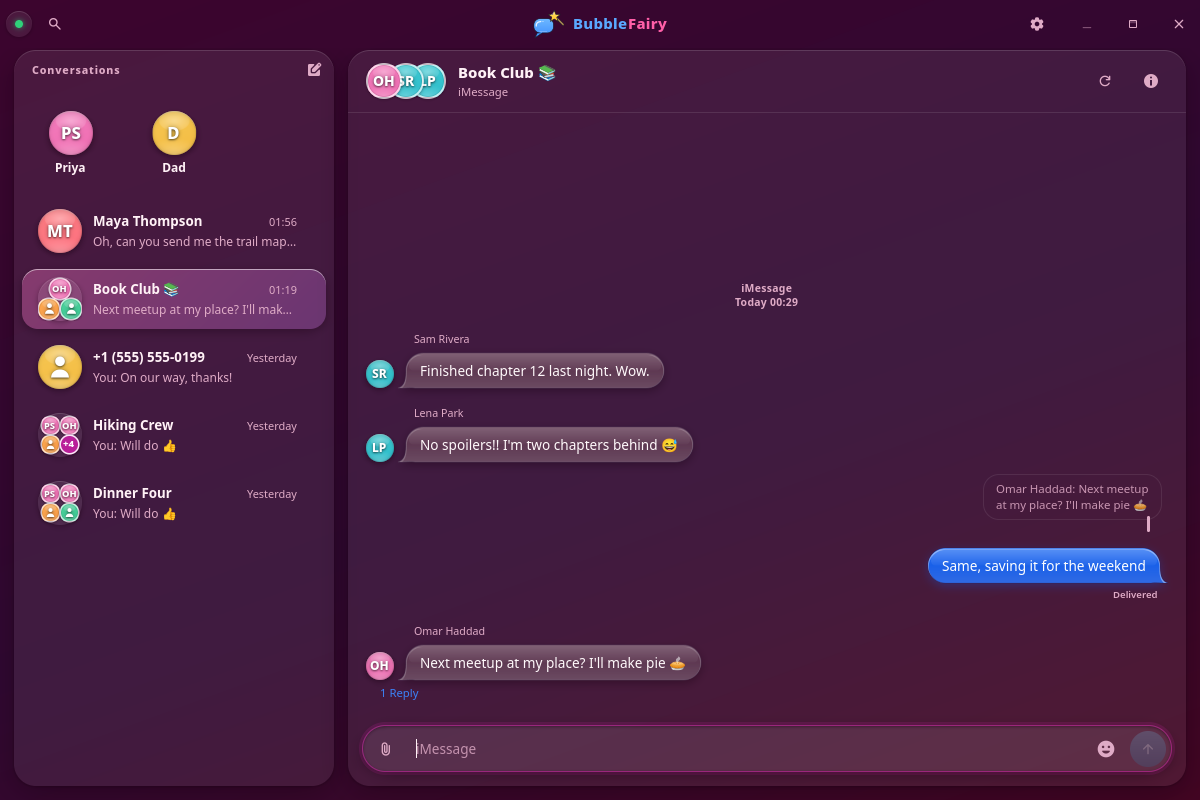 BubbleFairy
Conversations
PS
D
Priya
Dad
MT
Maya Thompson
01:56
Oh, can you send me the trail map...
OH
Book Club 📚
01:19
Next meetup at my place? I'll mak...
+1 (555) 555-0199
Yesterday
You: On our way, thanks!
PS
OH
+4
Hiking Crew
Yesterday
You: Will do 👍
PS
OH
Dinner Four
Yesterday
You: Will do 👍
OH
SR
LP
Book Club 📚
iMessage
iMessage
Today 00:29
Sam Rivera
SR
Finished chapter 12 last night. Wow.
Lena Park
LP
No spoilers!! I'm two chapters behind 😅
Omar Haddad: Next meetup
at my place? I'll make pie 🥧
Same, saving it for the weekend
Delivered
Omar Haddad
OH
Next meetup at my place? I'll make pie 🥧
1 Reply
iMessage